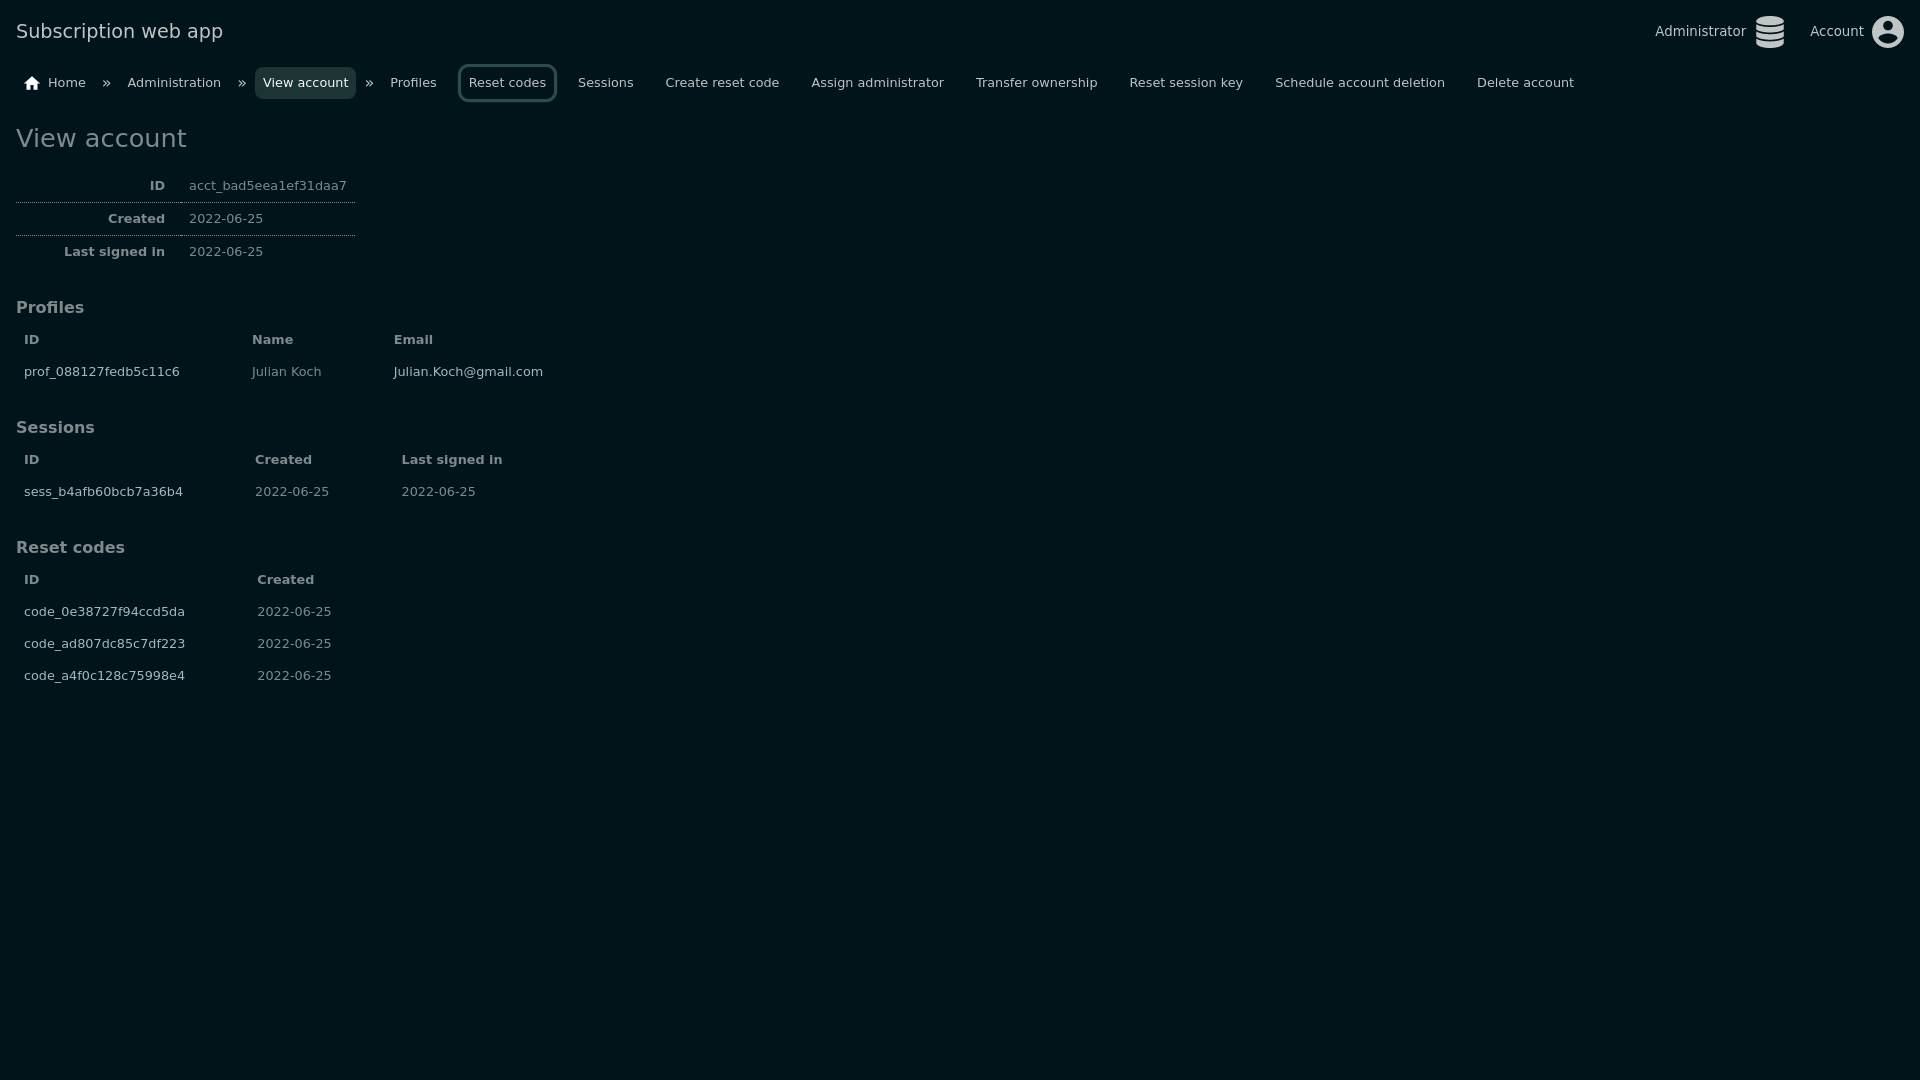 Subscription web app
Administrator Account
Home » Administration » View account » Profiles Reset codes Sessions Create reset code Assign administrator Transfer ownership Reset session key Schedule account deletion Delete account
View account
ID acct_bad5eea1ef31daa7
Created 2022-06-25
Last signed in 2022-06-25
Profiles
ID Name Email
prof_088127fedb5c11c6 Julian Koch Julian.Koch@gmail.com
Sessions
ID Created Last signed in
sess_b4afb60bcb7a36b4 2022-06-25 2022-06-25
Reset codes
ID Created
code_0e38727f94ccd5da 2022-06-25
code_ad807dc85c7df223 2022-06-25
code_a4f0c128c75998e4 2022-06-25